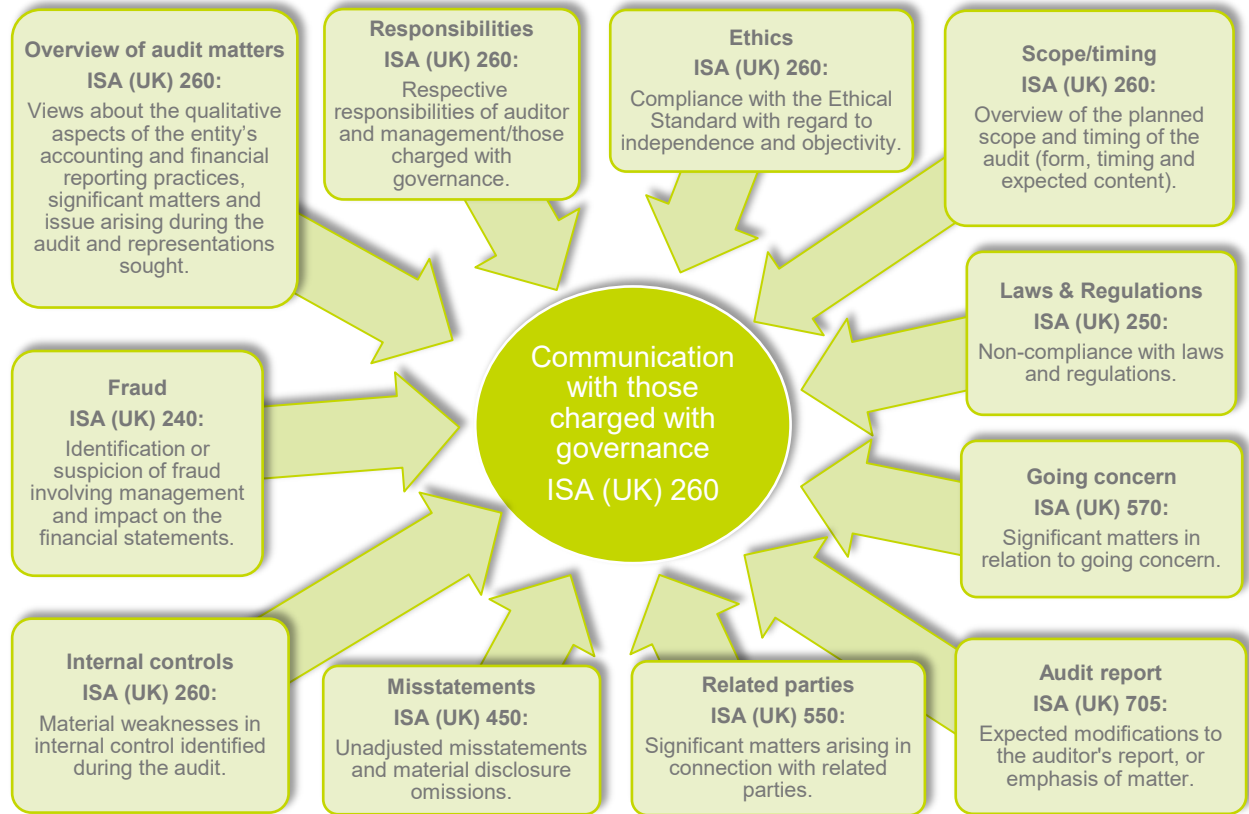 Overview of audit matters
ISA (UK) 260:
Views about the qualitative
aspects of the entity's
accounting and financial
reporting practices,
significant matters and
issue arising during the
audit and representations
sought.
Responsibilities
ISA (UK) 260:
Respective
responsibilities of auditor
and management/those
charged with
governance.
Ethics
ISA (UK) 260:
Compliance with the Ethical
Standard with regard to
independence and objectivity.
Scope/timing
ISA (UK) 260:
Overview of the planned
scope and timing of the
audit (form, timing and
expected content).
Laws & Regulations
ISA (UK) 250:
Non-compliance with laws
and regulations.
Communication
with those
charged with
governance
ISA (UK) 260
Fraud
ISA (UK) 240:
Identification or
suspicion of fraud
involving management
and impact on the
financial statements.
Going concern
ISA (UK) 570:
Significant matters in
relation to going concern.
Internal controls
ISA (UK) 260:
Material weaknesses in
internal control identified
during the audit.
Misstatements
ISA (UK) 450:
Unadjusted misstatements
and material disclosure
omissions.
Related parties
ISA (UK) 550:
Significant matters arising in
connection with related
parties.
Audit report
ISA (UK) 705:
Expected modifications to
the auditor's report, or
emphasis of matter.